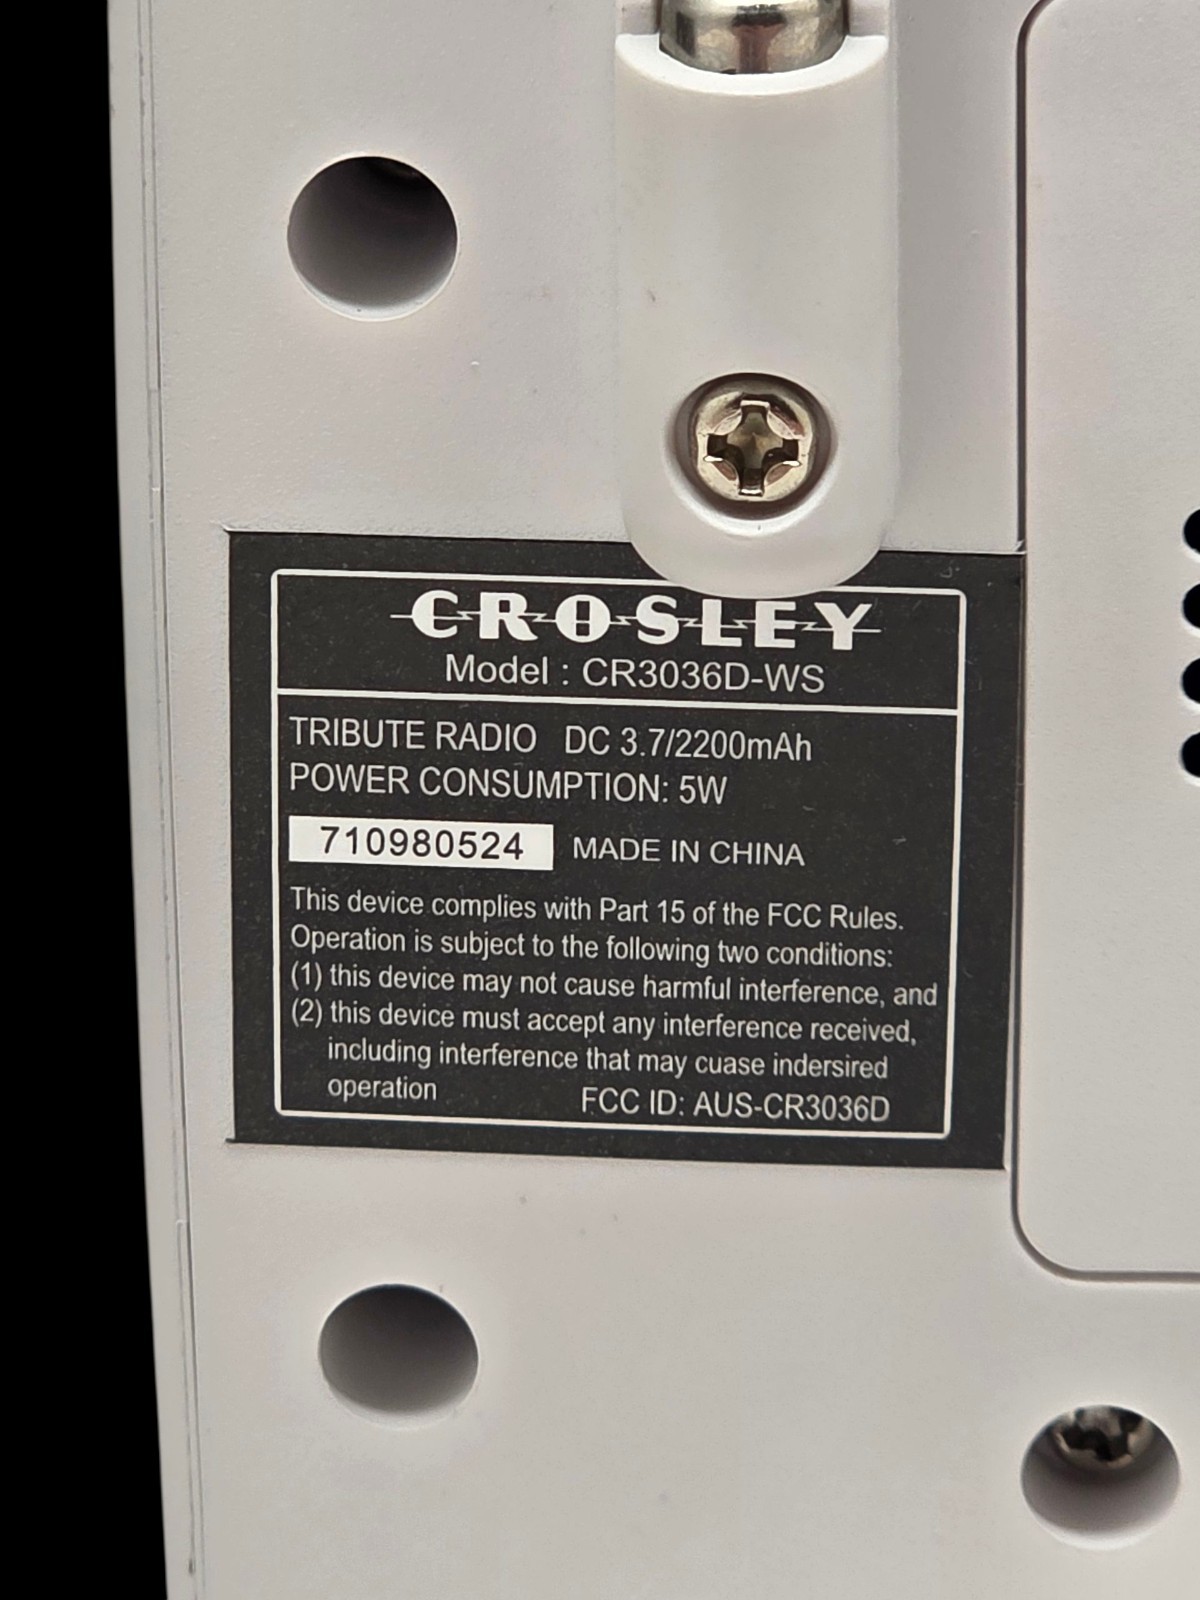 CROSLEY
Model : CR3036D-WS
TRIBUTE RADIO DC 3.7/2200mAh
POWER CONSUMPTION: 5W
710980524 MADE IN CHINA
This device complies with Part 15 of the FCC Rules.
Operation is subject to the following two conditions:
(1) this device may not cause harmful interference, and
(2) this device must accept any interference received,
including interference that may cuase indersired
operation FCC ID: AUS-CR3036D